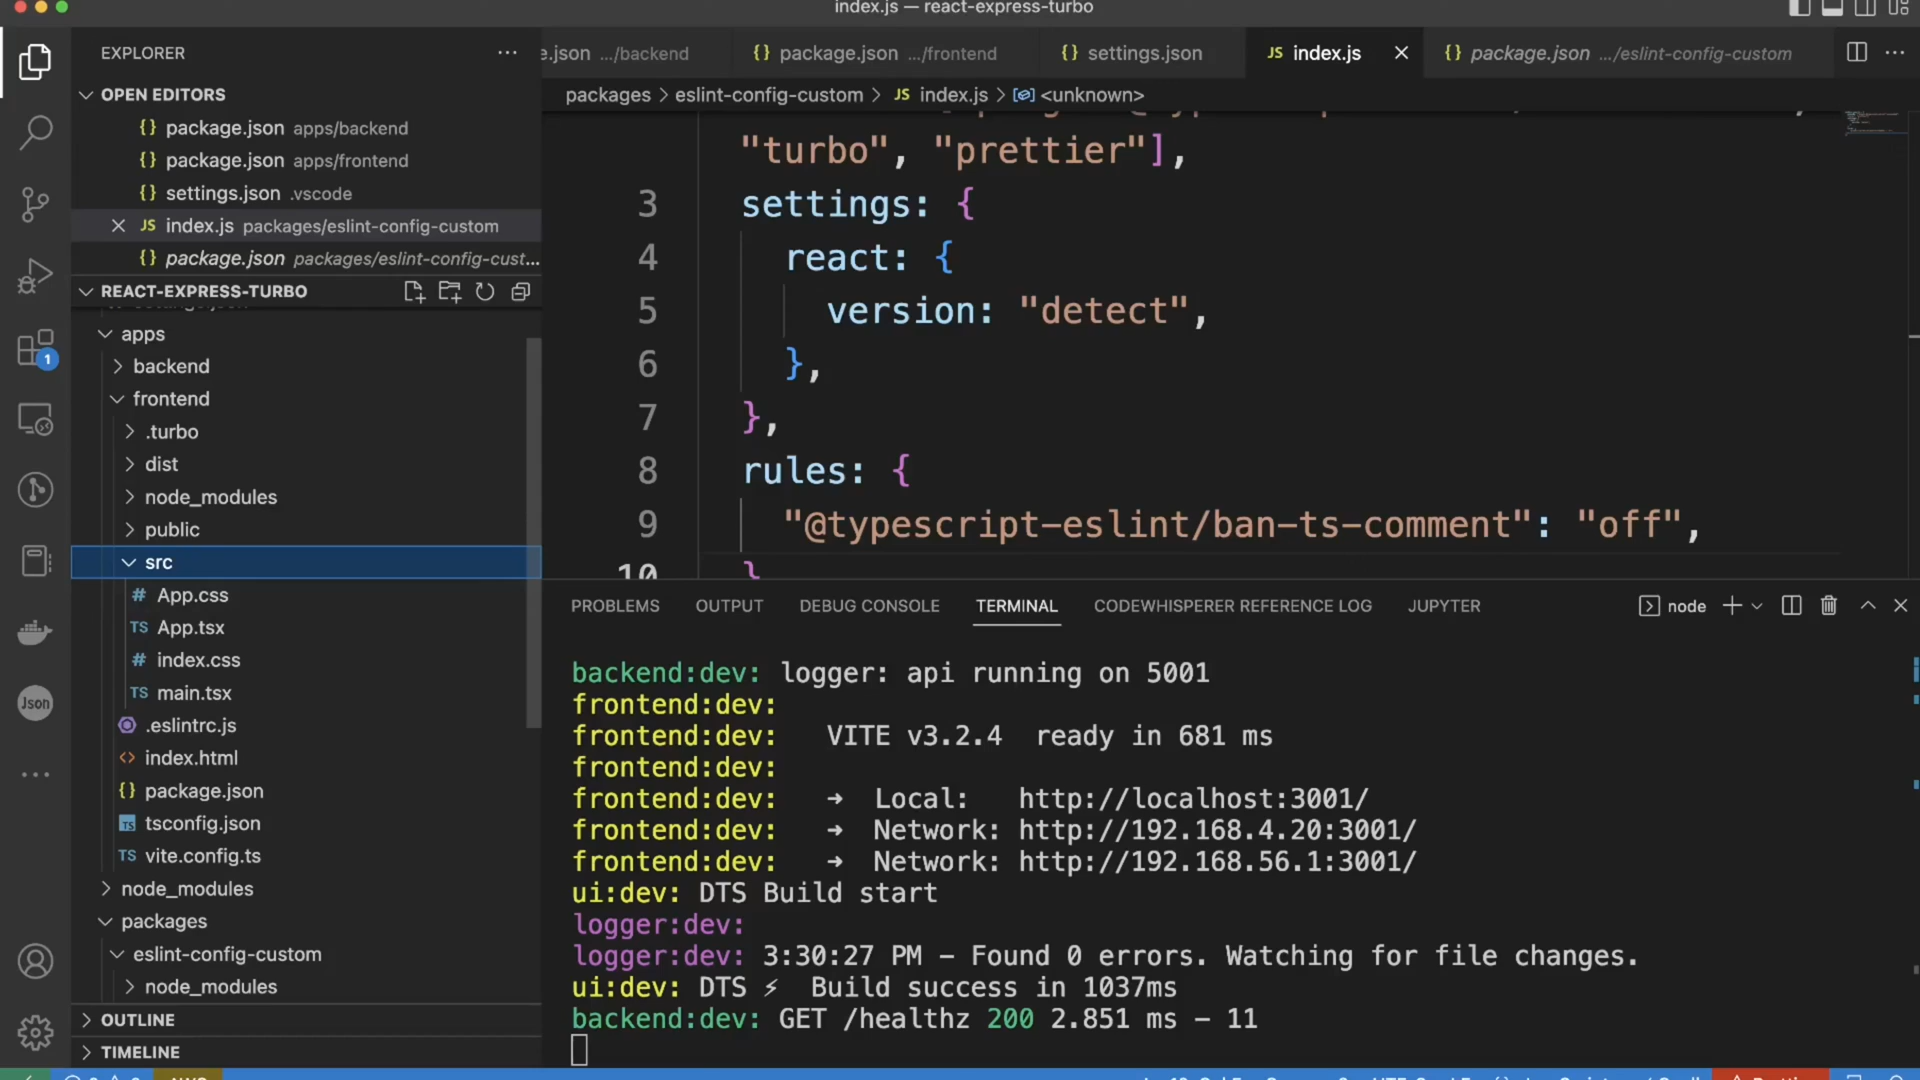 index.js — react-express-turbo
EXPLORER
e.json .../backend
{} package.json .../frontend
{} settings.json
JS index.js
{} package.json .../eslint-config-custom
OPEN EDITORS
{} package.json apps/backend
{} package.json apps/frontend
{} settings.json .vscode
JS index.js packages/eslint-config-custom
{} package.json packages/eslint-config-cust...
REACT-EXPRESS-TURBO
apps
backend
frontend
.turbo
dist
node_modules
public
src
# App.css
TS App.tsx
# index.css
TS main.tsx
.eslintrc.js
<> index.html
{} package.json
TS tsconfig.json
TS vite.config.ts
node_modules
packages
eslint-config-custom
node_modules
OUTLINE
TIMELINE
1
Json
packages > eslint-config-custom > JS index.js > <unknown>
"turbo", "prettier"],
3 settings: {
4 react: {
5 version: "detect",
6 },
7 },
8 rules: {
9 "@typescript-eslint/ban-ts-comment": "off",
10 }
PROBLEMS OUTPUT DEBUG CONSOLE TERMINAL CODEWHISPERER REFERENCE LOG JUPYTER node
backend:dev: logger: api running on 5001
frontend:dev:
frontend:dev: VITE v3.2.4 ready in 681 ms
frontend:dev:
frontend:dev: ➜ Local: http://localhost:3001/
frontend:dev: ➜ Network: http://192.168.4.20:3001/
frontend:dev: ➜ Network: http://192.168.56.1:3001/
ui:dev: DTS Build start
logger:dev:
logger:dev: 3:30:27 PM - Found 0 errors. Watching for file changes.
ui:dev: DTS ⚡ Build success in 1037ms
backend:dev: GET /healthz 200 2.851 ms - 11